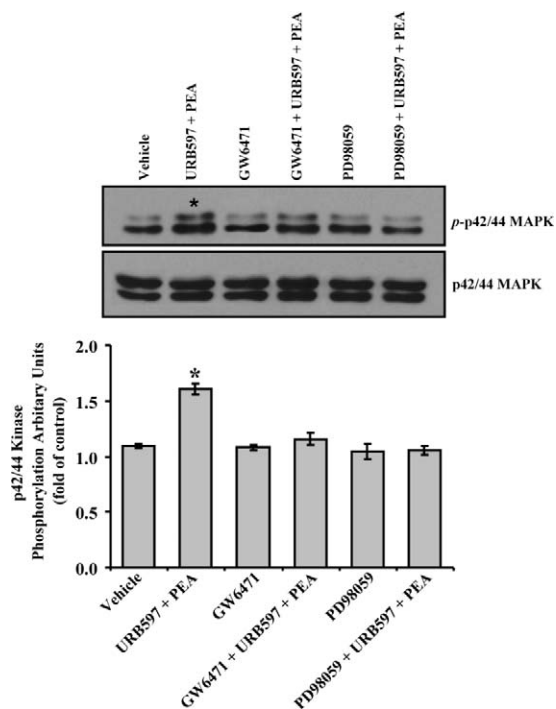 Vehicle
URB597 + PEA
GW6471
GW6471 + URB597 + PEA
PD98059
PD98059 + URB597 + PEA
*
p-p42/44 MAPK
p42/44 MAPK
p42/44 Kinase
Phosphorylation Arbitary Units
(fold of control)
2.0
1.5
1.0
0.5
0.0
*
Vehicle
URB597 + PEA
GW6471
GW6471 + URB597 + PEA
PD98059
PD98059 + URB597 + PEA